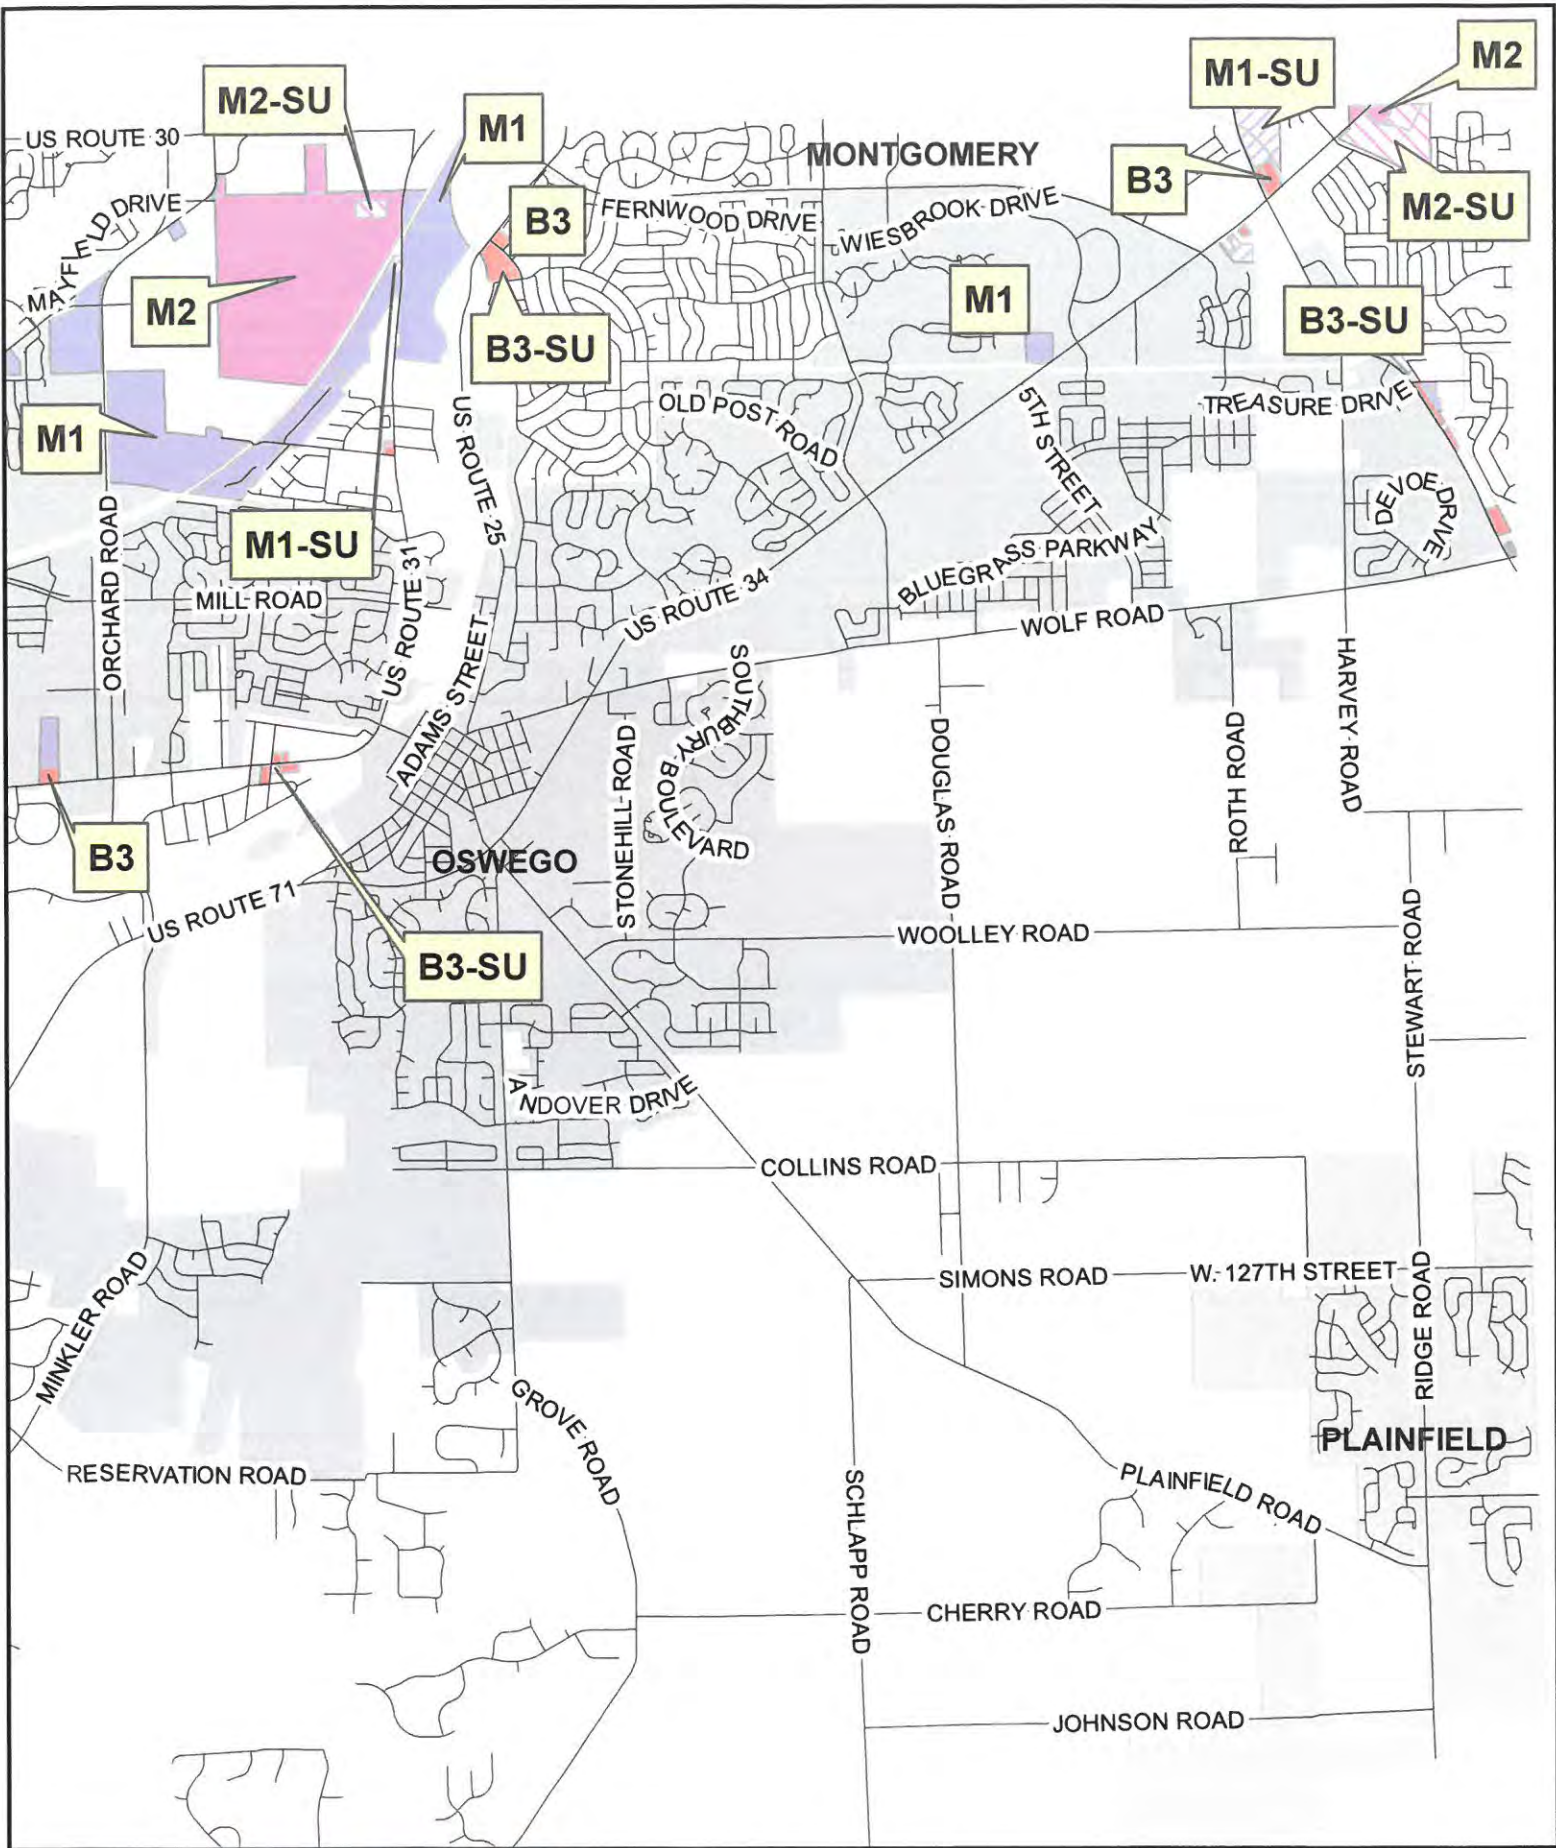 M2
M1-SU
M2-SU
M1
US ROUTE 30
MONTGOMERY
B3
M2-SU
B3
FERNWOOD DRIVE
WIESBROOK DRIVE
MAYFIELD DRIVE
M2
M1
B3-SU
B3-SU
OLD POST ROAD
5TH STREET
TREASURE DRIVE
M1
US ROUTE 25
DEVOE DRIVE
ORCHARD ROAD
M1-SU
US ROUTE 31
BLUEGRASS PARKWAY
MILL ROAD
US ROUTE 34
WOLF ROAD
ADAMS STREET
SOUTHBURY BOULEVARD
HARVEY ROAD
STONEHILL ROAD
DOUGLAS ROAD
ROTH ROAD
B3
OSWEGO
US ROUTE 71
WOOLLEY ROAD
B3-SU
STEWART ROAD
ANDOVER DRIVE
COLLINS ROAD
SIMONS ROAD
W. 127TH STREET
MINKLER ROAD
RIDGE ROAD
GROVE ROAD
PLAINFIELD
RESERVATION ROAD
PLAINFIELD ROAD
SCHLAPP ROAD
CHERRY ROAD
JOHNSON ROAD